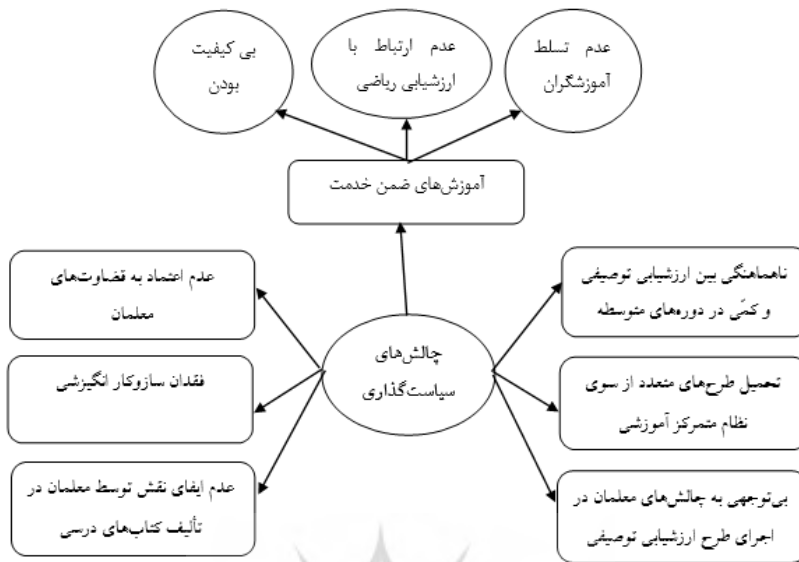 عدم تسلط
آموزشگران
عدم ارتباط با
ارزشیابی ریاضی
بی کیفیت
بودن
آموزش‌های ضمن خدمت
ناهماهنگی بین ارزشیابی توصیفی
و کمّی در دوره‌های متوسطه
عدم اعتماد به قضاوت‌های
معلمان
چالش‌های
سیاست‌گذاری
تحمیل طرح‌های متعدد از سوی
نظام متمرکز آموزشی
فقدان سازوکار انگیزشی
بی‌توجهی به چالش‌های معلمان در
اجرای طرح ارزشیابی توصیفی
عدم ایفای نقش توسط معلمان در
تألیف کتاب‌های درسی